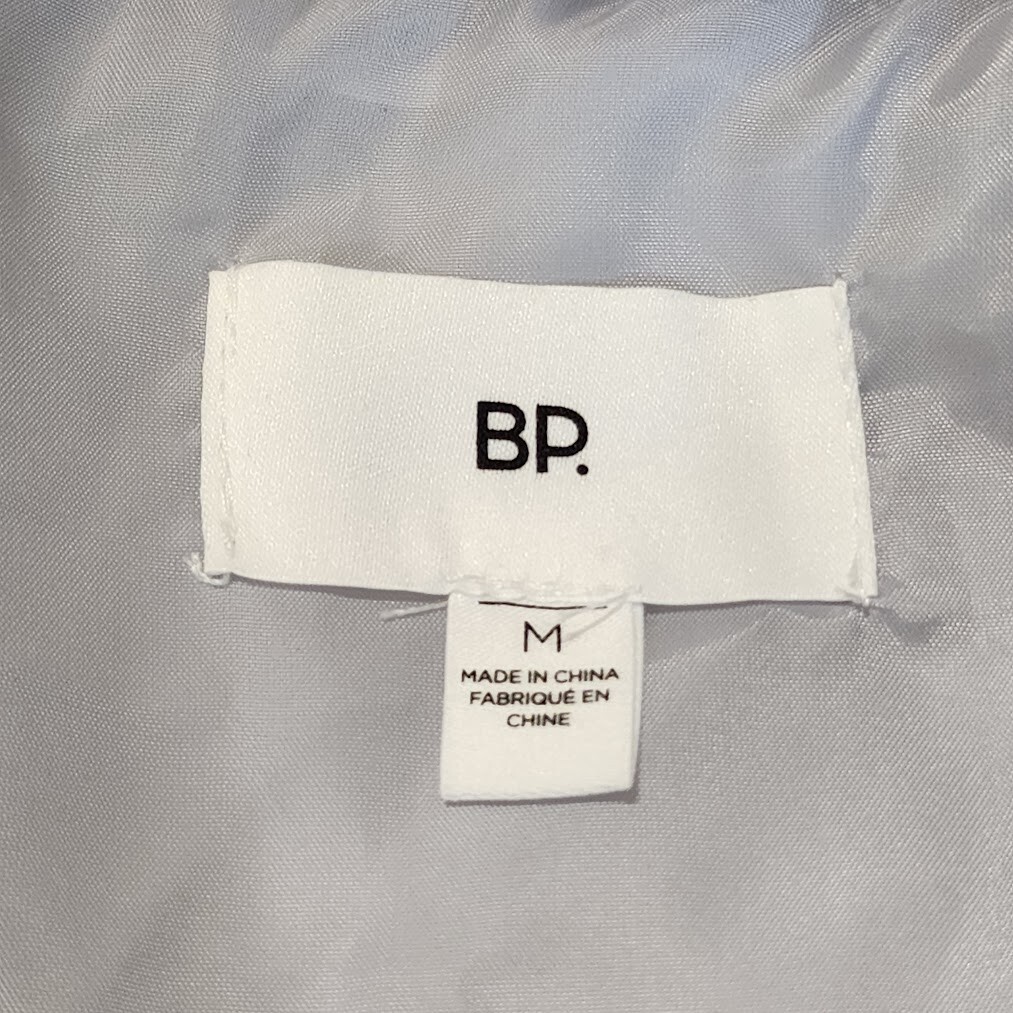 BP.
M
MADE IN CHINA
FABRIQUÉ EN
CHINE